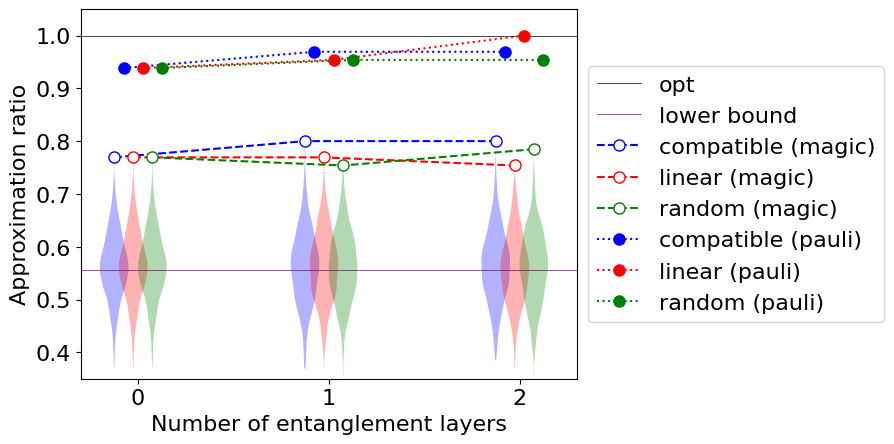 1.0
0.9
0.8
0.7
0.6
0.5
0.4
Approximation ratio
0 1 2
Number of entanglement layers
opt
lower bound
compatible (magic)
linear (magic)
random (magic)
compatible (pauli)
linear (pauli)
random (pauli)